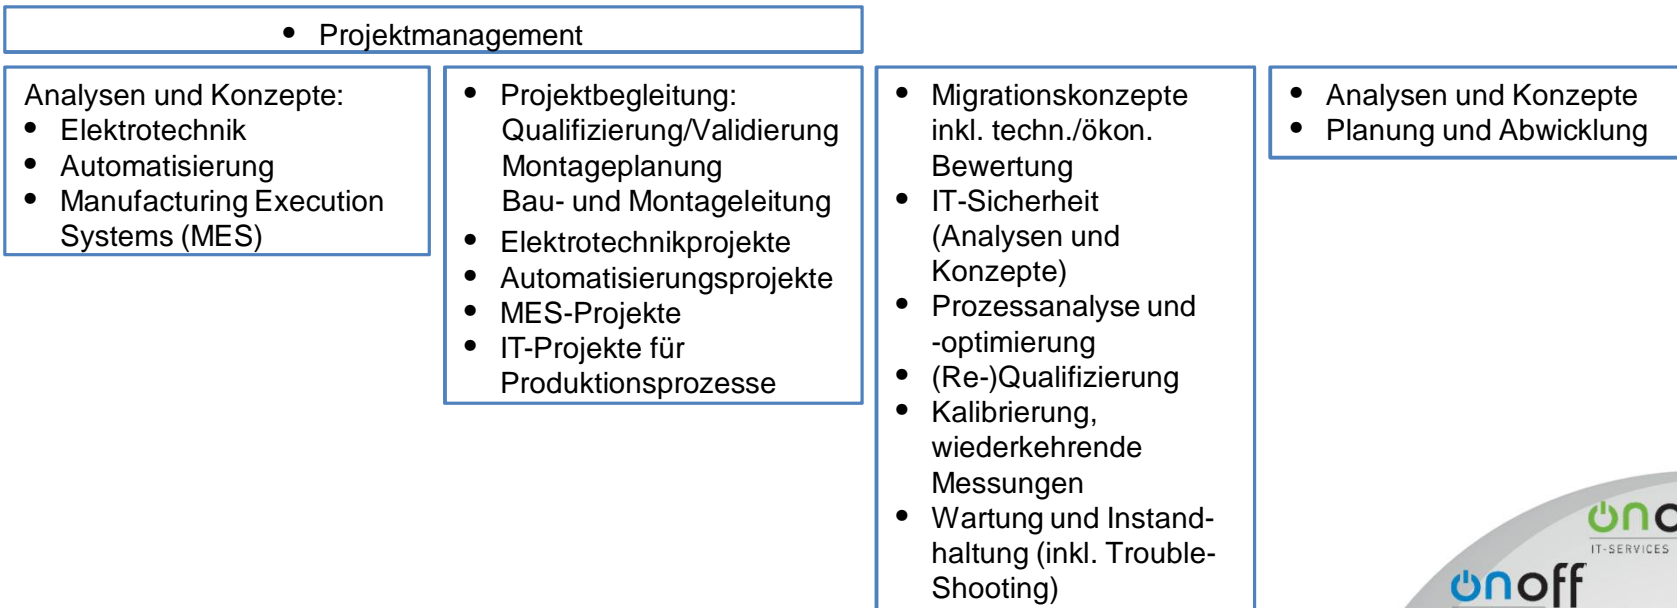 • Projektmanagement
Analysen und Konzepte:
• Elektrotechnik
• Automatisierung
• Manufacturing Execution
Systems (MES)
• Projektbegleitung:
Qualifizierung/Validierung
Montageplanung
Bau- und Montageleitung
• Elektrotechnikprojekte
• Automatisierungsprojekte
• MES-Projekte
• IT-Projekte für
Produktionsprozesse
• Migrationskonzepte
inkl. techn./ökon.
Bewertung
• IT-Sicherheit
(Analysen und
Konzepte)
• Prozessanalyse und
-optimierung
• (Re-)Qualifizierung
• Kalibrierung,
wiederkehrende
Messungen
• Wartung und Instand-
haltung (inkl. Trouble-
Shooting)
• Analysen und Konzepte
• Planung und Abwicklung
IT-SERVICES
onoff